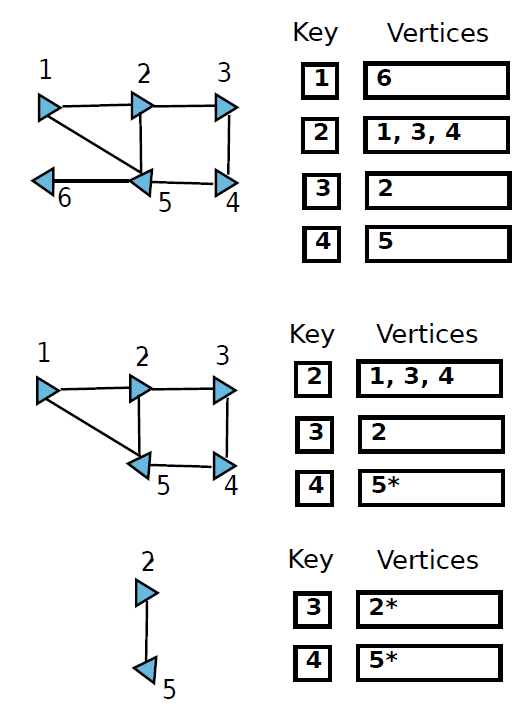 Key Vertices
1 2 3
1 6
2 1, 3, 4
6 5 4
3 2
4 5
Key Vertices
1 2 3
2 1, 3, 4
3 2
5 4
4 5*
2
Key Vertices
3 2*
4 5*
5